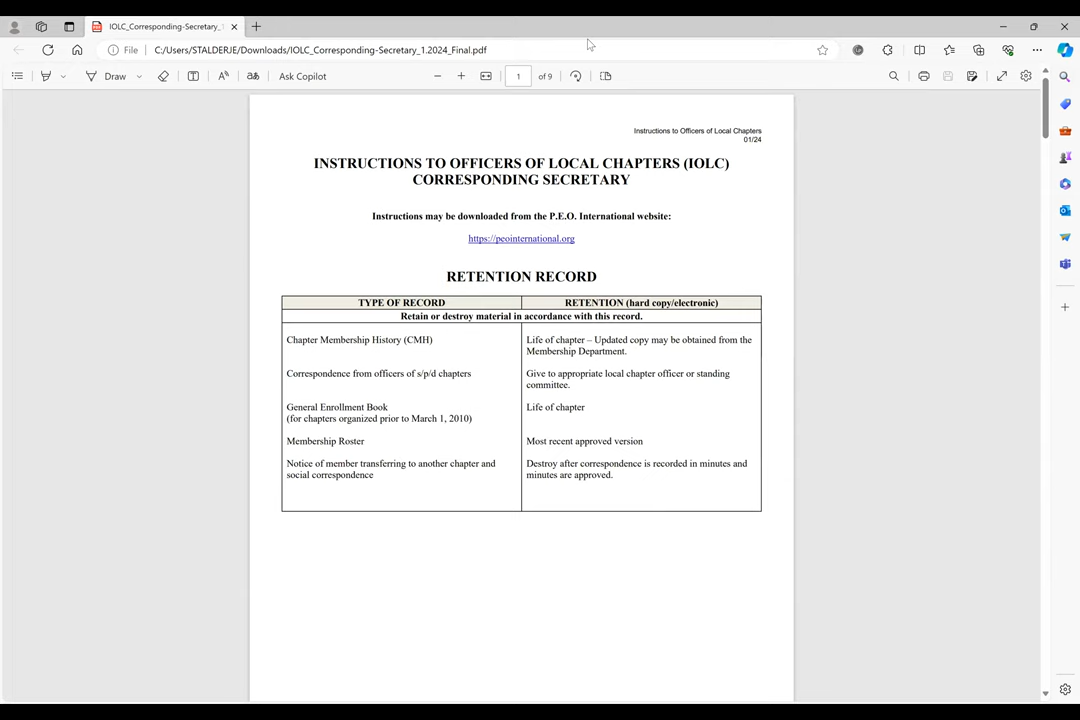 IOLC_Corresponding-Secretary_1
File
C:/Users/STALDERJE/Downloads/IOLC_Corresponding-Secretary_1.2024_Final.pdf
Draw
Ask Copilot
1
of 9
Instructions to Officers of Local Chapters
01/24
INSTRUCTIONS TO OFFICERS OF LOCAL CHAPTERS (IOLC)
CORRESPONDING SECRETARY
Instructions may be downloaded from the P.E.O. International website:
https://peointernational.org
RETENTION RECORD
TYPE OF RECORD
RETENTION (hard copy/electronic)
Retain or destroy material in accordance with this record.
Chapter Membership History (CMH)
Life of chapter – Updated copy may be obtained from the
Membership Department.
Correspondence from officers of s/p/d chapters
Give to appropriate local chapter officer or standing
committee.
General Enrollment Book
(for chapters organized prior to March 1, 2010)
Life of chapter
Membership Roster
Most recent approved version
Notice of member transferring to another chapter and
social correspondence
Destroy after correspondence is recorded in minutes and
minutes are approved.